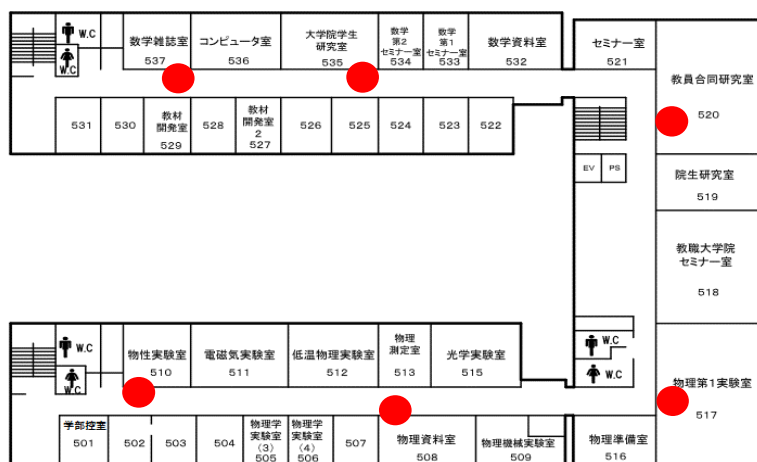 W.C
W.C
数学雑誌室
537
コンピュータ室
536
大学院学生
研究室
535
数学
第2
セミナー室
534
数学
第1
セミナー室
533
数学資料室
532
セミナー室
521
教員合同研究室
520
531
530
教材
開発室
529
528
教材
開発室
2
527
526
525
524
523
522
EV
PS
院生研究室
519
教職大学院
セミナー室
518
W.C
W.C
物性実験室
510
電磁気実験室
511
低温物理実験室
512
物理
測定室
513
光学実験室
515
W.C
W.C
物理第1実験室
517
学部控室
501
502
503
504
物理学
実験室
(3)
505
物理学
実験室
(4)
506
507
物理資料室
508
物理機械実験室
509
物理準備室
516